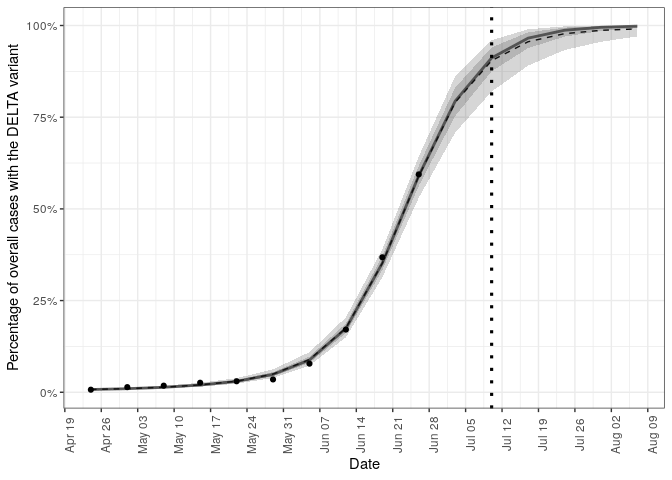 Percentage of overall cases with the DELTA variant
100%
75%
50%
25%
0%
Apr 19
Apr 26
May 03
May 10
May 17
May 24
May 31
Jun 07
Jun 14
Jun 21
Jun 28
Jul 05
Jul 12
Jul 19
Jul 26
Aug 02
Aug 09
Date